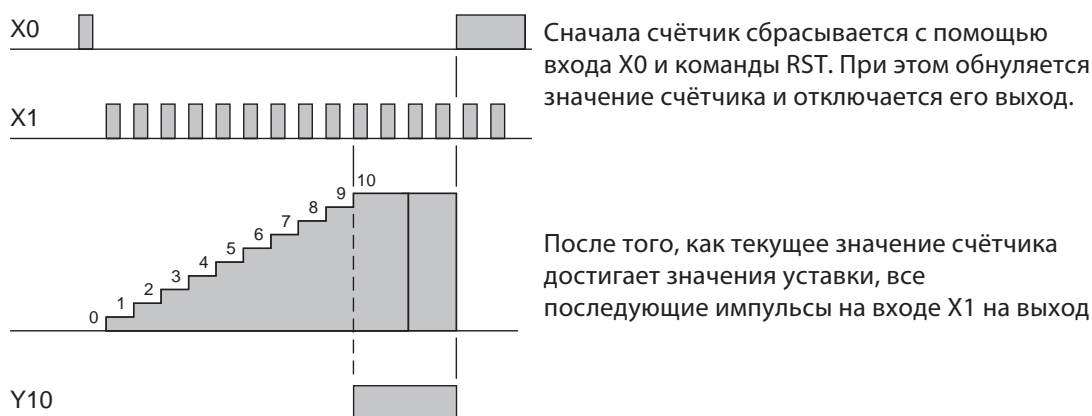 X0
Сначала счётчик сбрасывается с помощью
входа X0 и команды RST. При этом обнуляется
значение счётчика и отключается его выход.
X1
0
1
2
3
4
5
6
7
8
9
10
После того, как текущее значение счётчика
достигает значения уставки, все
последующие импульсы на входе X1 на выход
Y10